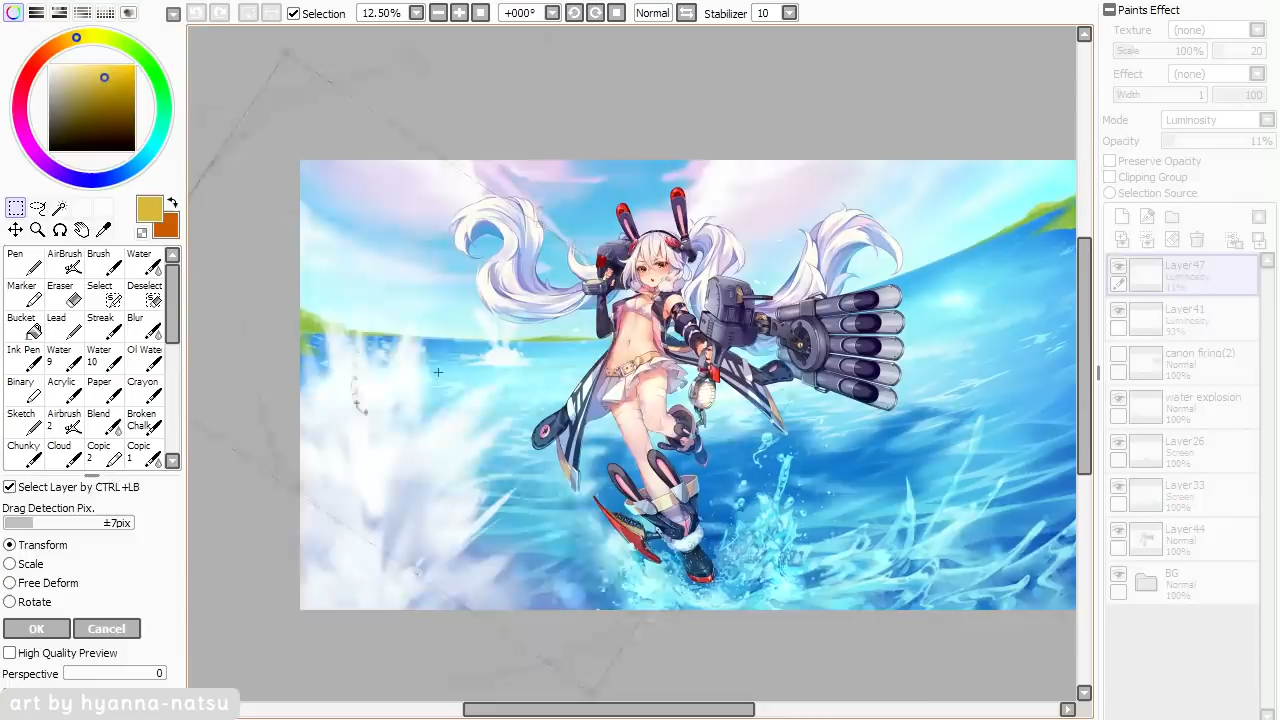 Selection 12.50% +000º Normal Stabilizer 10
Paints Effect
Texture (none)
Scale 100% 20
Effect (none)
Width 1 100
Mode Luminosity
Opacity 11%
Preserve Opacity
Clipping Group
Selection Source
Pen AirBrush Brush Water
Marker Eraser Select Deselect
Bucket Lead Streak Blur
Ink Pen Water 9 Water 10 Oil Water
Binary Acrylic Paper Crayon
Sketch Airbrush 2 Blend Broken Chalk
Chunky Cloud Copic 2 Copic 1
Select Layer by CTRL+LB
Drag Detection Pix.
±7pix
Transform
Scale
Free Deform
Rotate
OK Cancel
High Quality Preview
Perspective 0
art by hyanna-natsu
Layer47
Luminosity
11%
Layer41
Luminosity
93%
canon firing(2)
Normal
100%
water explosion
Normal
100%
Layer26
Screen
100%
Layer33
Screen
100%
Layer44
Normal
100%
BG
Normal
100%